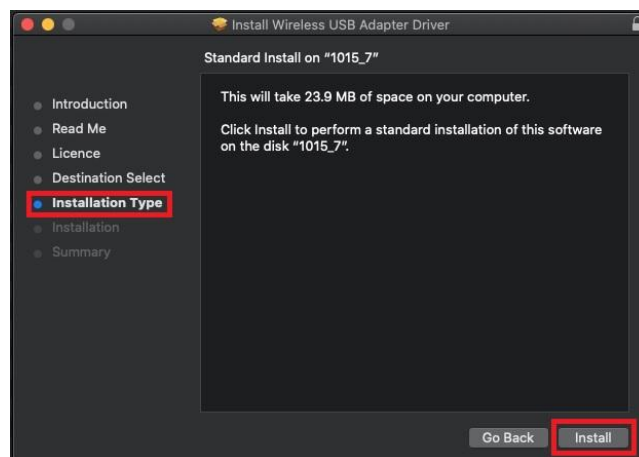 Install Wireless USB Adapter Driver
Standard Install on “1015_7”
Introduction
Read Me
Licence
Destination Select
Installation Type
Installation
Summary
This will take 23.9 MB of space on your computer.
Click Install to perform a standard installation of this software
on the disk “1015_7”.
Go Back
Install